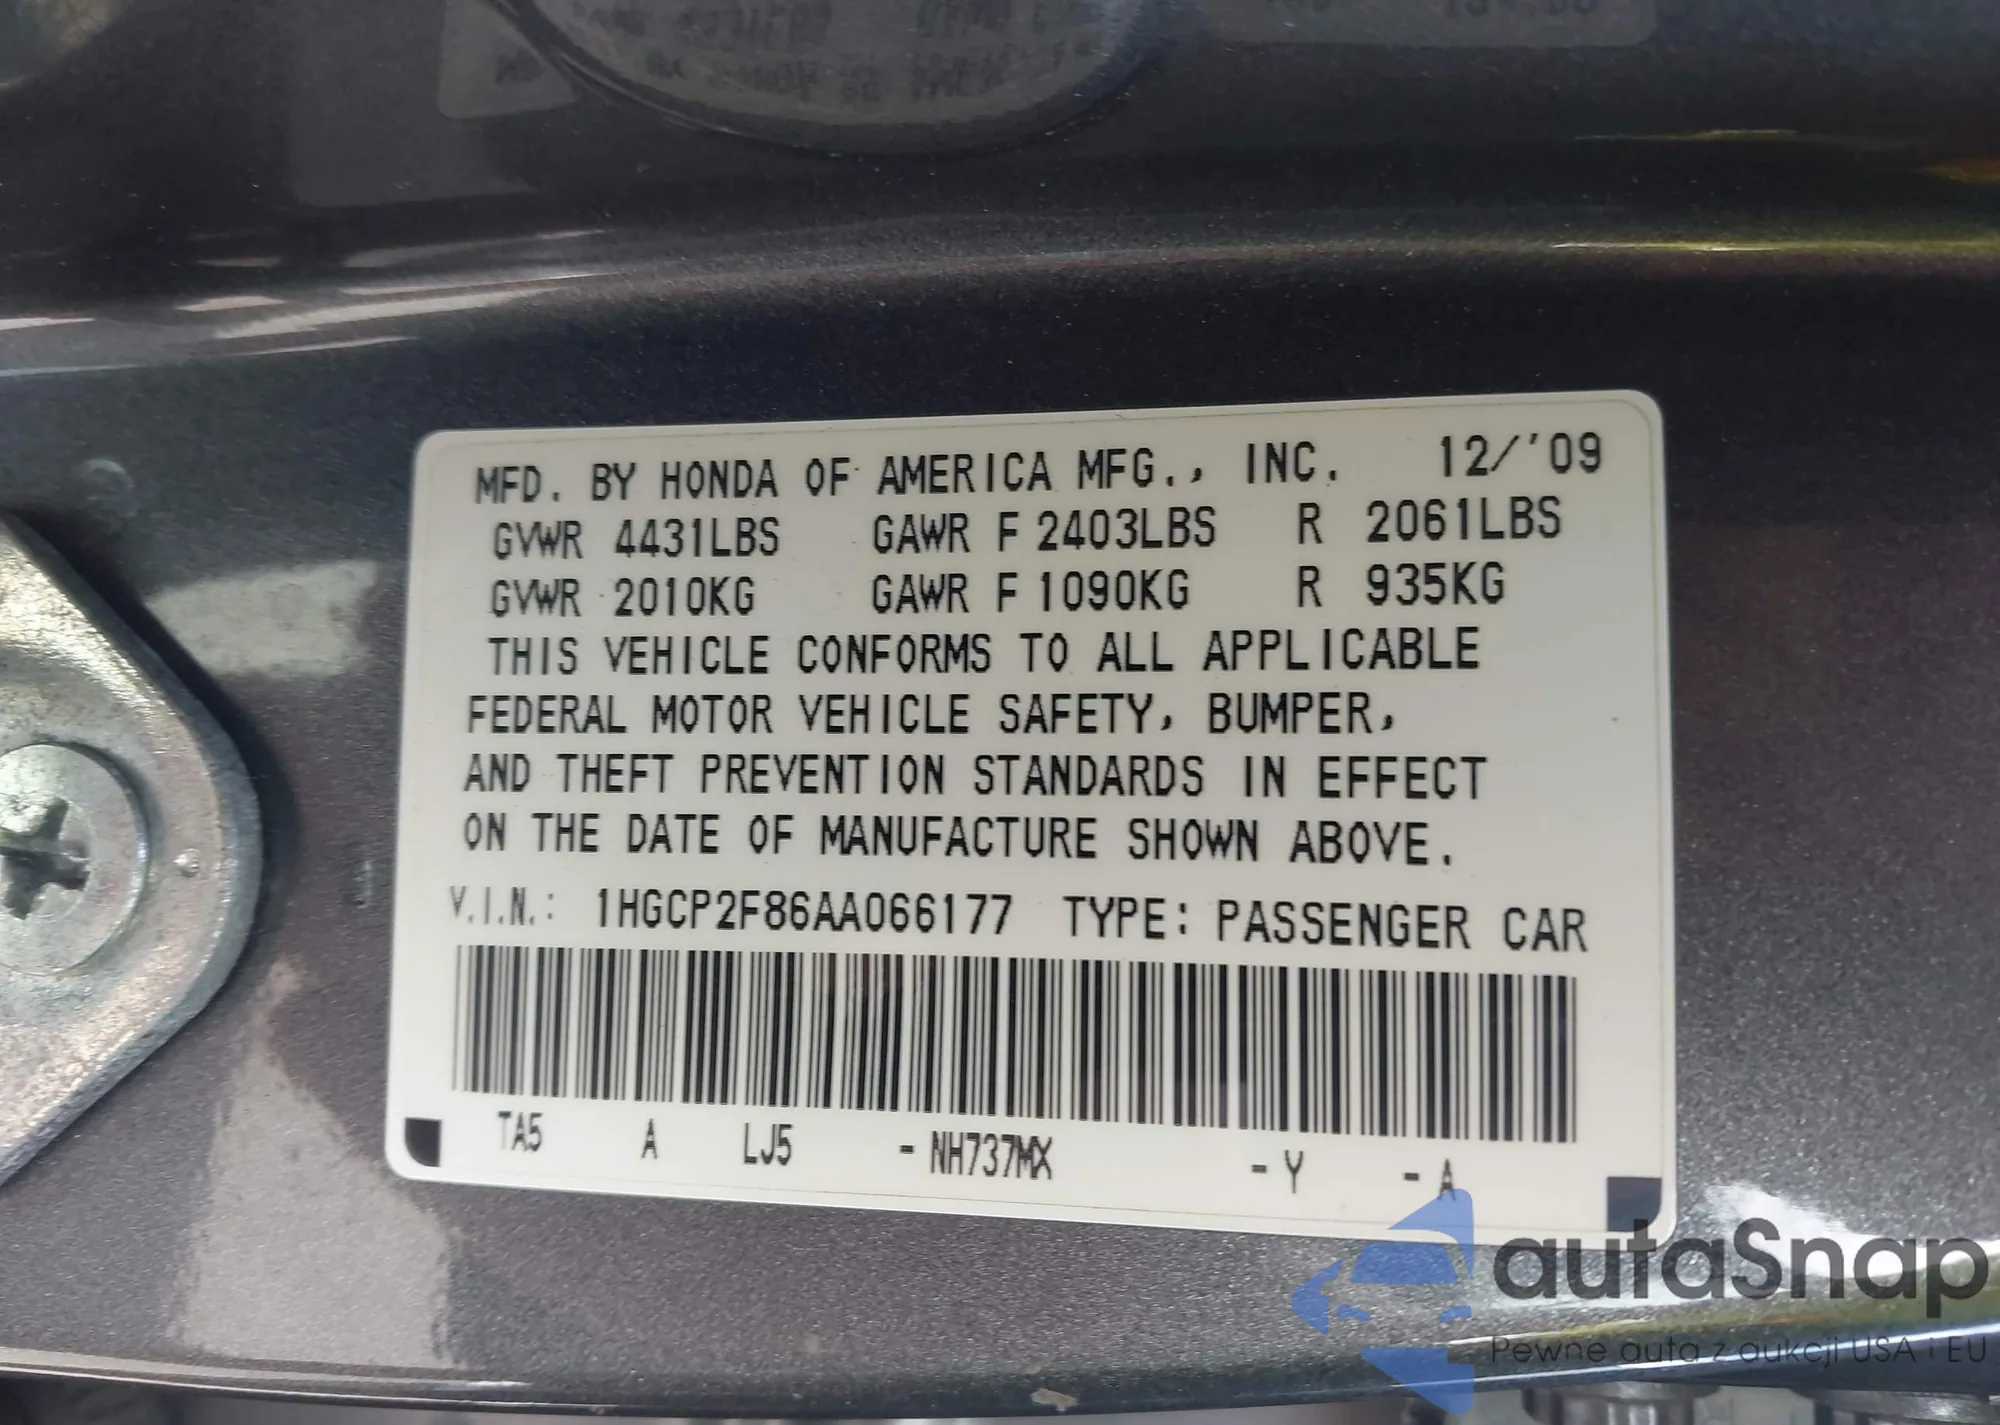 MFD. BY HONDA OF AMERICA MFG., INC. 12/'09
GVWR 4431LBS GAWR F 2403LBS R 2061LBS
GVWR 2010KG GAWR F 1090KG R 935KG
THIS VEHICLE CONFORMS TO ALL APPLICABLE
FEDERAL MOTOR VEHICLE SAFETY, BUMPER,
AND THEFT PREVENTION STANDARDS IN EFFECT
ON THE DATE OF MANUFACTURE SHOWN ABOVE.
V.I.N.: 1HGCP2F86AA066177 TYPE: PASSENGER CAR
TA5 A LJ5 -NH737MX -Y -A
autaSnap
Pewne auta z aukcji USA i EU